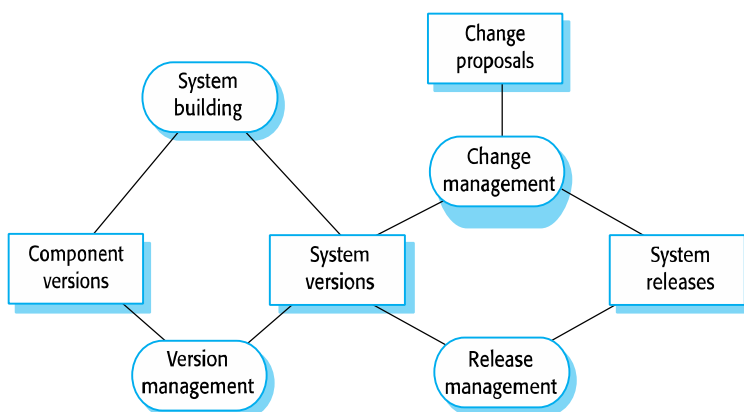 Change
proposals
System
building
Change
management
Component
versions
System
versions
System
releases
Version
management
Release
management